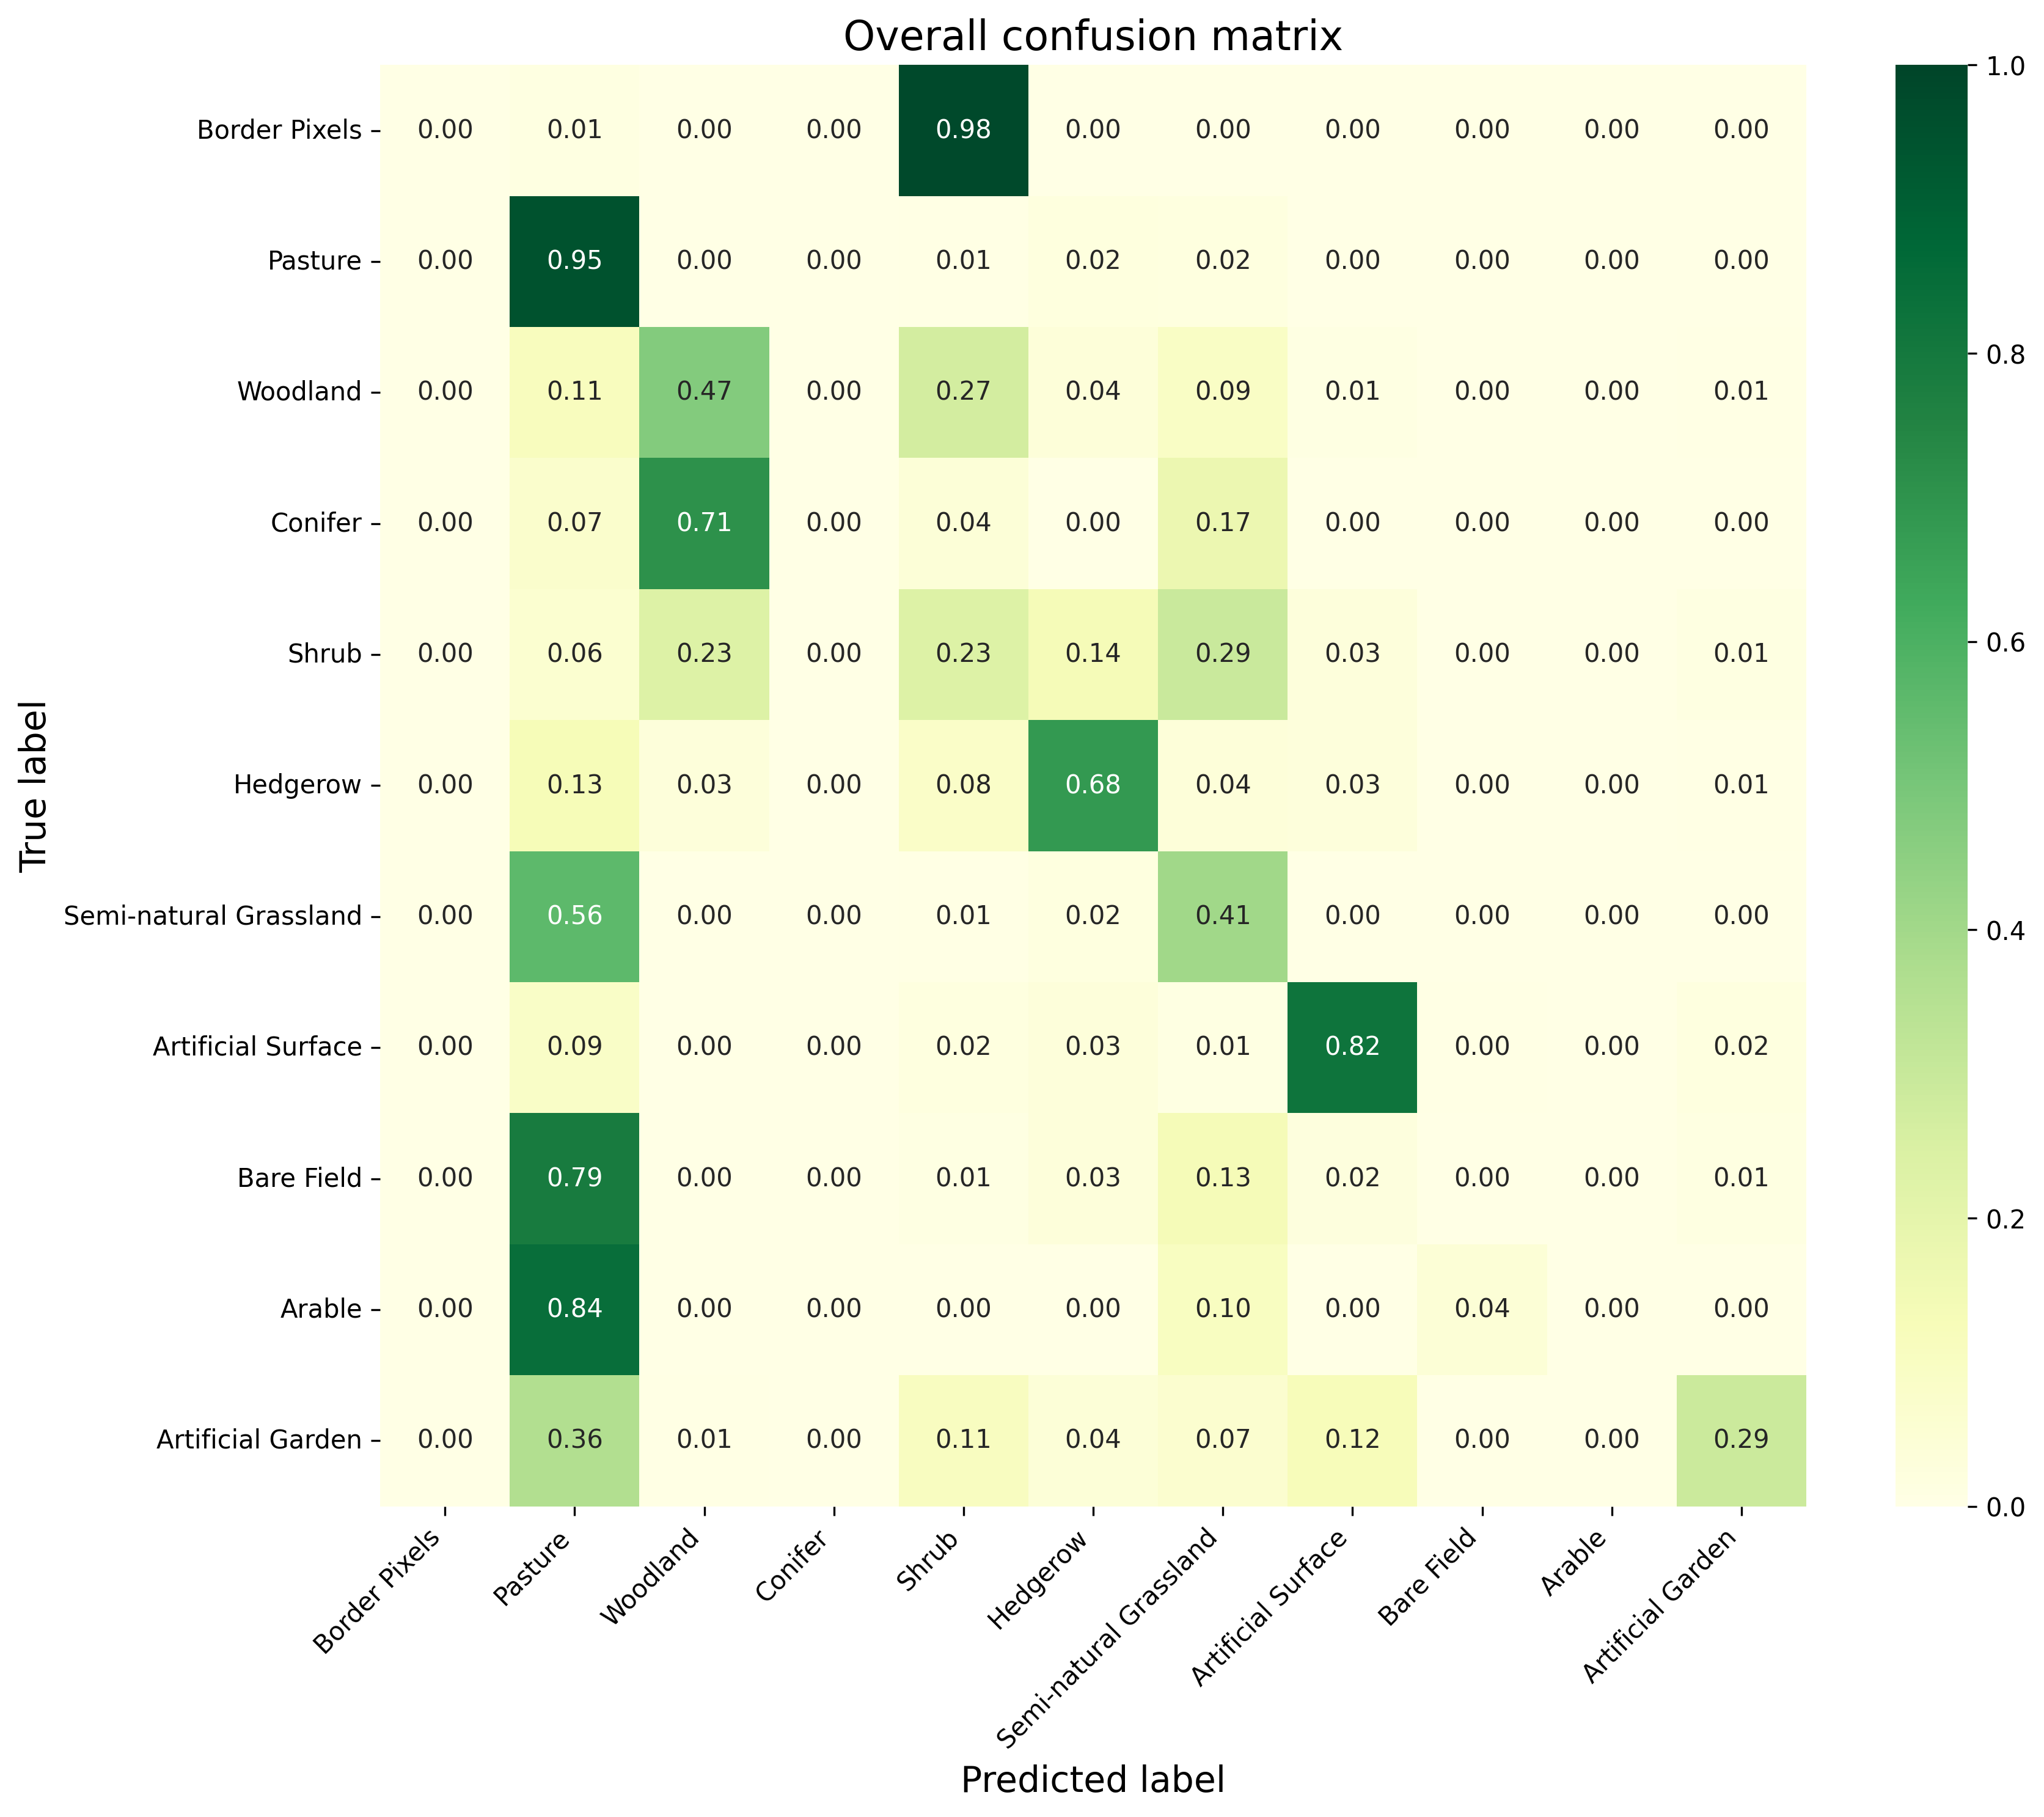 Overall confusion matrix
Border Pixels 0.00 0.01 0.00 0.00 0.98 0.00 0.00 0.00 0.00 0.00 0.00
Pasture 0.00 0.95 0.00 0.00 0.01 0.02 0.02 0.00 0.00 0.00 0.00
Woodland 0.00 0.11 0.47 0.00 0.27 0.04 0.09 0.01 0.00 0.00 0.01
Conifer 0.00 0.07 0.71 0.00 0.04 0.00 0.17 0.00 0.00 0.00 0.00
Shrub 0.00 0.06 0.23 0.00 0.23 0.14 0.29 0.03 0.00 0.00 0.01
Hedgerow 0.00 0.13 0.03 0.00 0.08 0.68 0.04 0.03 0.00 0.00 0.01
Semi-natural Grassland 0.00 0.56 0.00 0.00 0.01 0.02 0.41 0.00 0.00 0.00 0.00
Artificial Surface 0.00 0.09 0.00 0.00 0.02 0.03 0.01 0.82 0.00 0.00 0.02
Bare Field 0.00 0.79 0.00 0.00 0.01 0.03 0.13 0.02 0.00 0.00 0.01
Arable 0.00 0.84 0.00 0.00 0.00 0.00 0.10 0.00 0.04 0.00 0.00
Artificial Garden 0.00 0.36 0.01 0.00 0.11 0.04 0.07 0.12 0.00 0.00 0.29
True label
Border Pixels
Pasture
Woodland
Conifer
Shrub
Hedgerow
Semi-natural Grassland
Artificial Surface
Bare Field
Arable
Artificial Garden
Predicted label
1.0
0.8
0.6
0.4
0.2
0.0